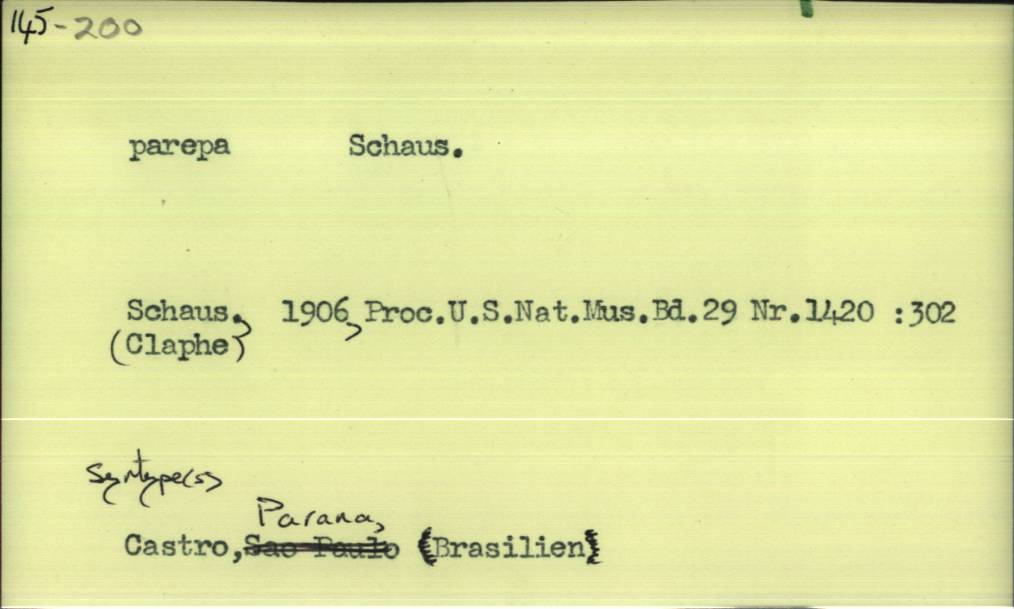 145-200
parepa Schaus.
Schaus, 1906, Proc.U.S.Nat.Mus.Bd.29 Nr.1420 :302
(Claphe)
Syntype(s)
Parana,
Castro, Sao Paulo (Brasilien)